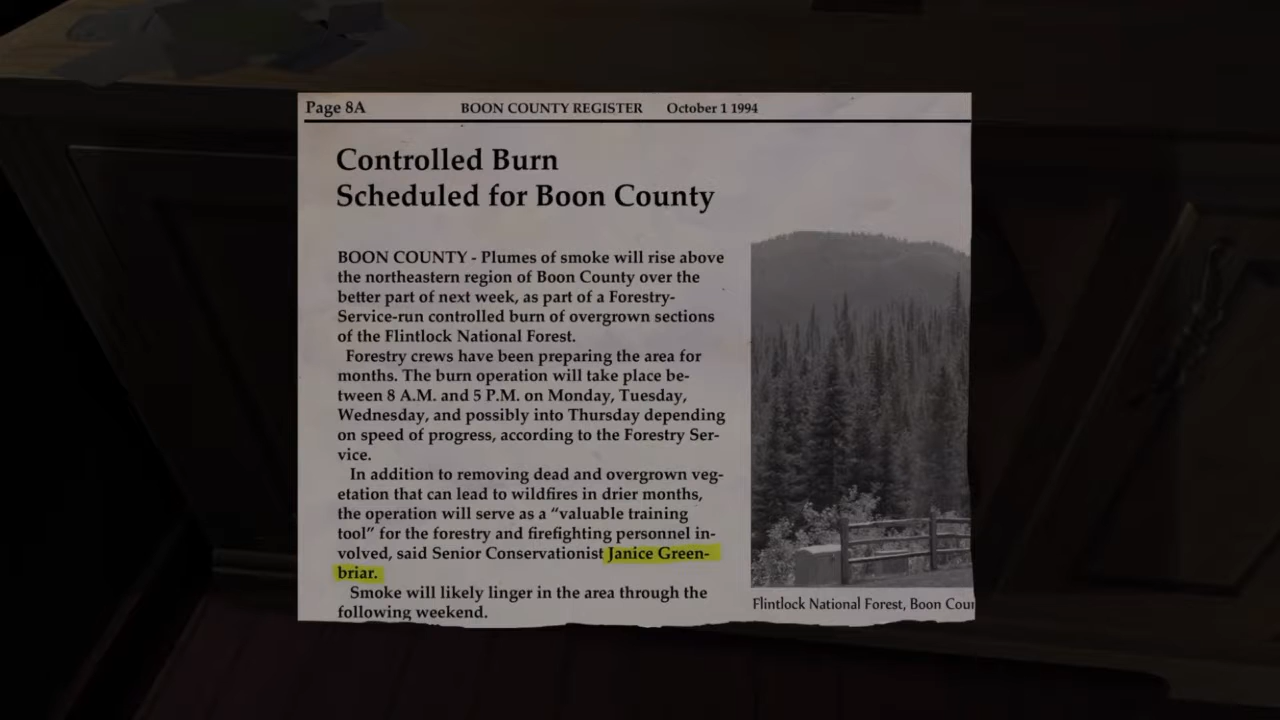 Page 8A BOON COUNTY REGISTER October 1 1994
Controlled Burn
Scheduled for Boon County
BOON COUNTY - Plumes of smoke will rise above
the northeastern region of Boon County over the
better part of next week, as part of a Forestry-
Service-run controlled burn of overgrown sections
of the Flintlock National Forest.
Forestry crews have been preparing the area for
months. The burn operation will take place be-
tween 8 A.M. and 5 P.M. on Monday, Tuesday,
Wednesday, and possibly into Thursday depending
on speed of progress, according to the Forestry Ser-
vice.
In addition to removing dead and overgrown veg-
etation that can lead to wildfires in drier months,
the operation will serve as a “valuable training
tool” for the forestry and firefighting personnel in-
volved, said Senior Conservationist Janice Green-
briar.
Smoke will likely linger in the area through the
following weekend.
Flintlock National Forest, Boon Cour